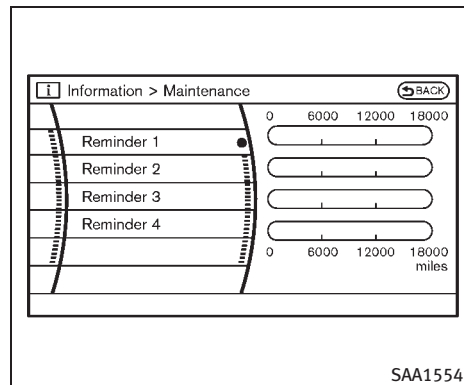 i Information > Maintenance BACK
0 6000 12000 18000
Reminder 1
Reminder 2
Reminder 3
Reminder 4
0 6000 12000 18000
miles
SAA1554